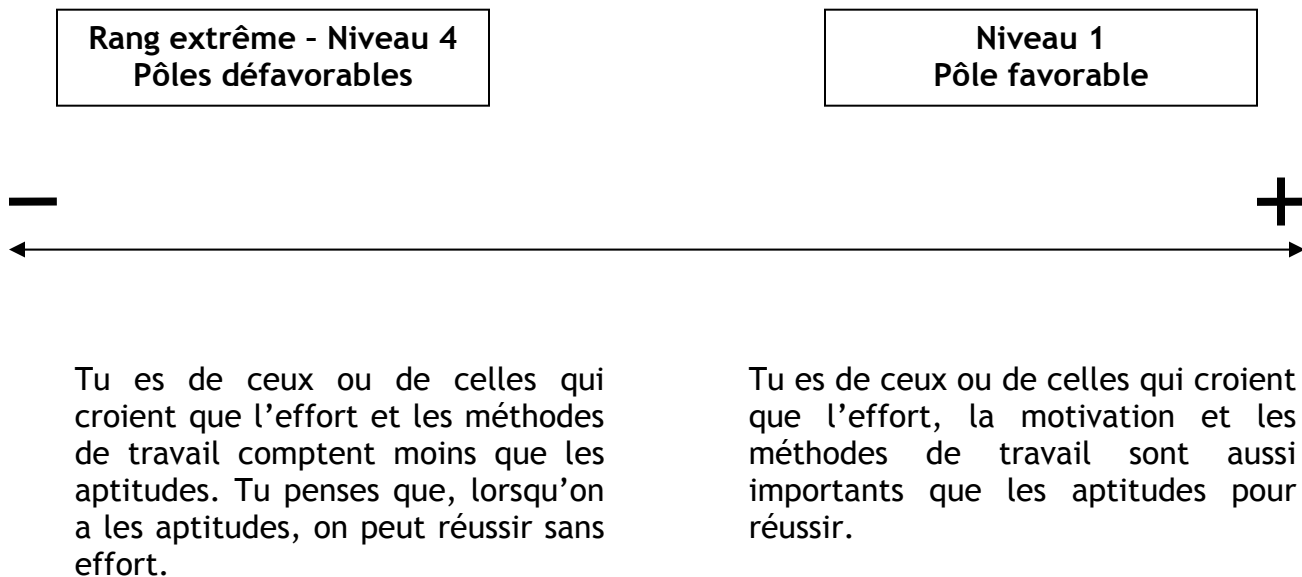 Rang extrême – Niveau 4
Pôles défavorables
Niveau 1
Pôle favorable
–
+
Tu es de ceux ou de celles qui
croient que l’effort et les méthodes
de travail comptent moins que les
aptitudes. Tu penses que, lorsqu’on
a les aptitudes, on peut réussir sans
effort.
Tu es de ceux ou de celles qui croient
que l’effort, la motivation et les
méthodes de travail sont aussi
importants que les aptitudes pour
réussir.